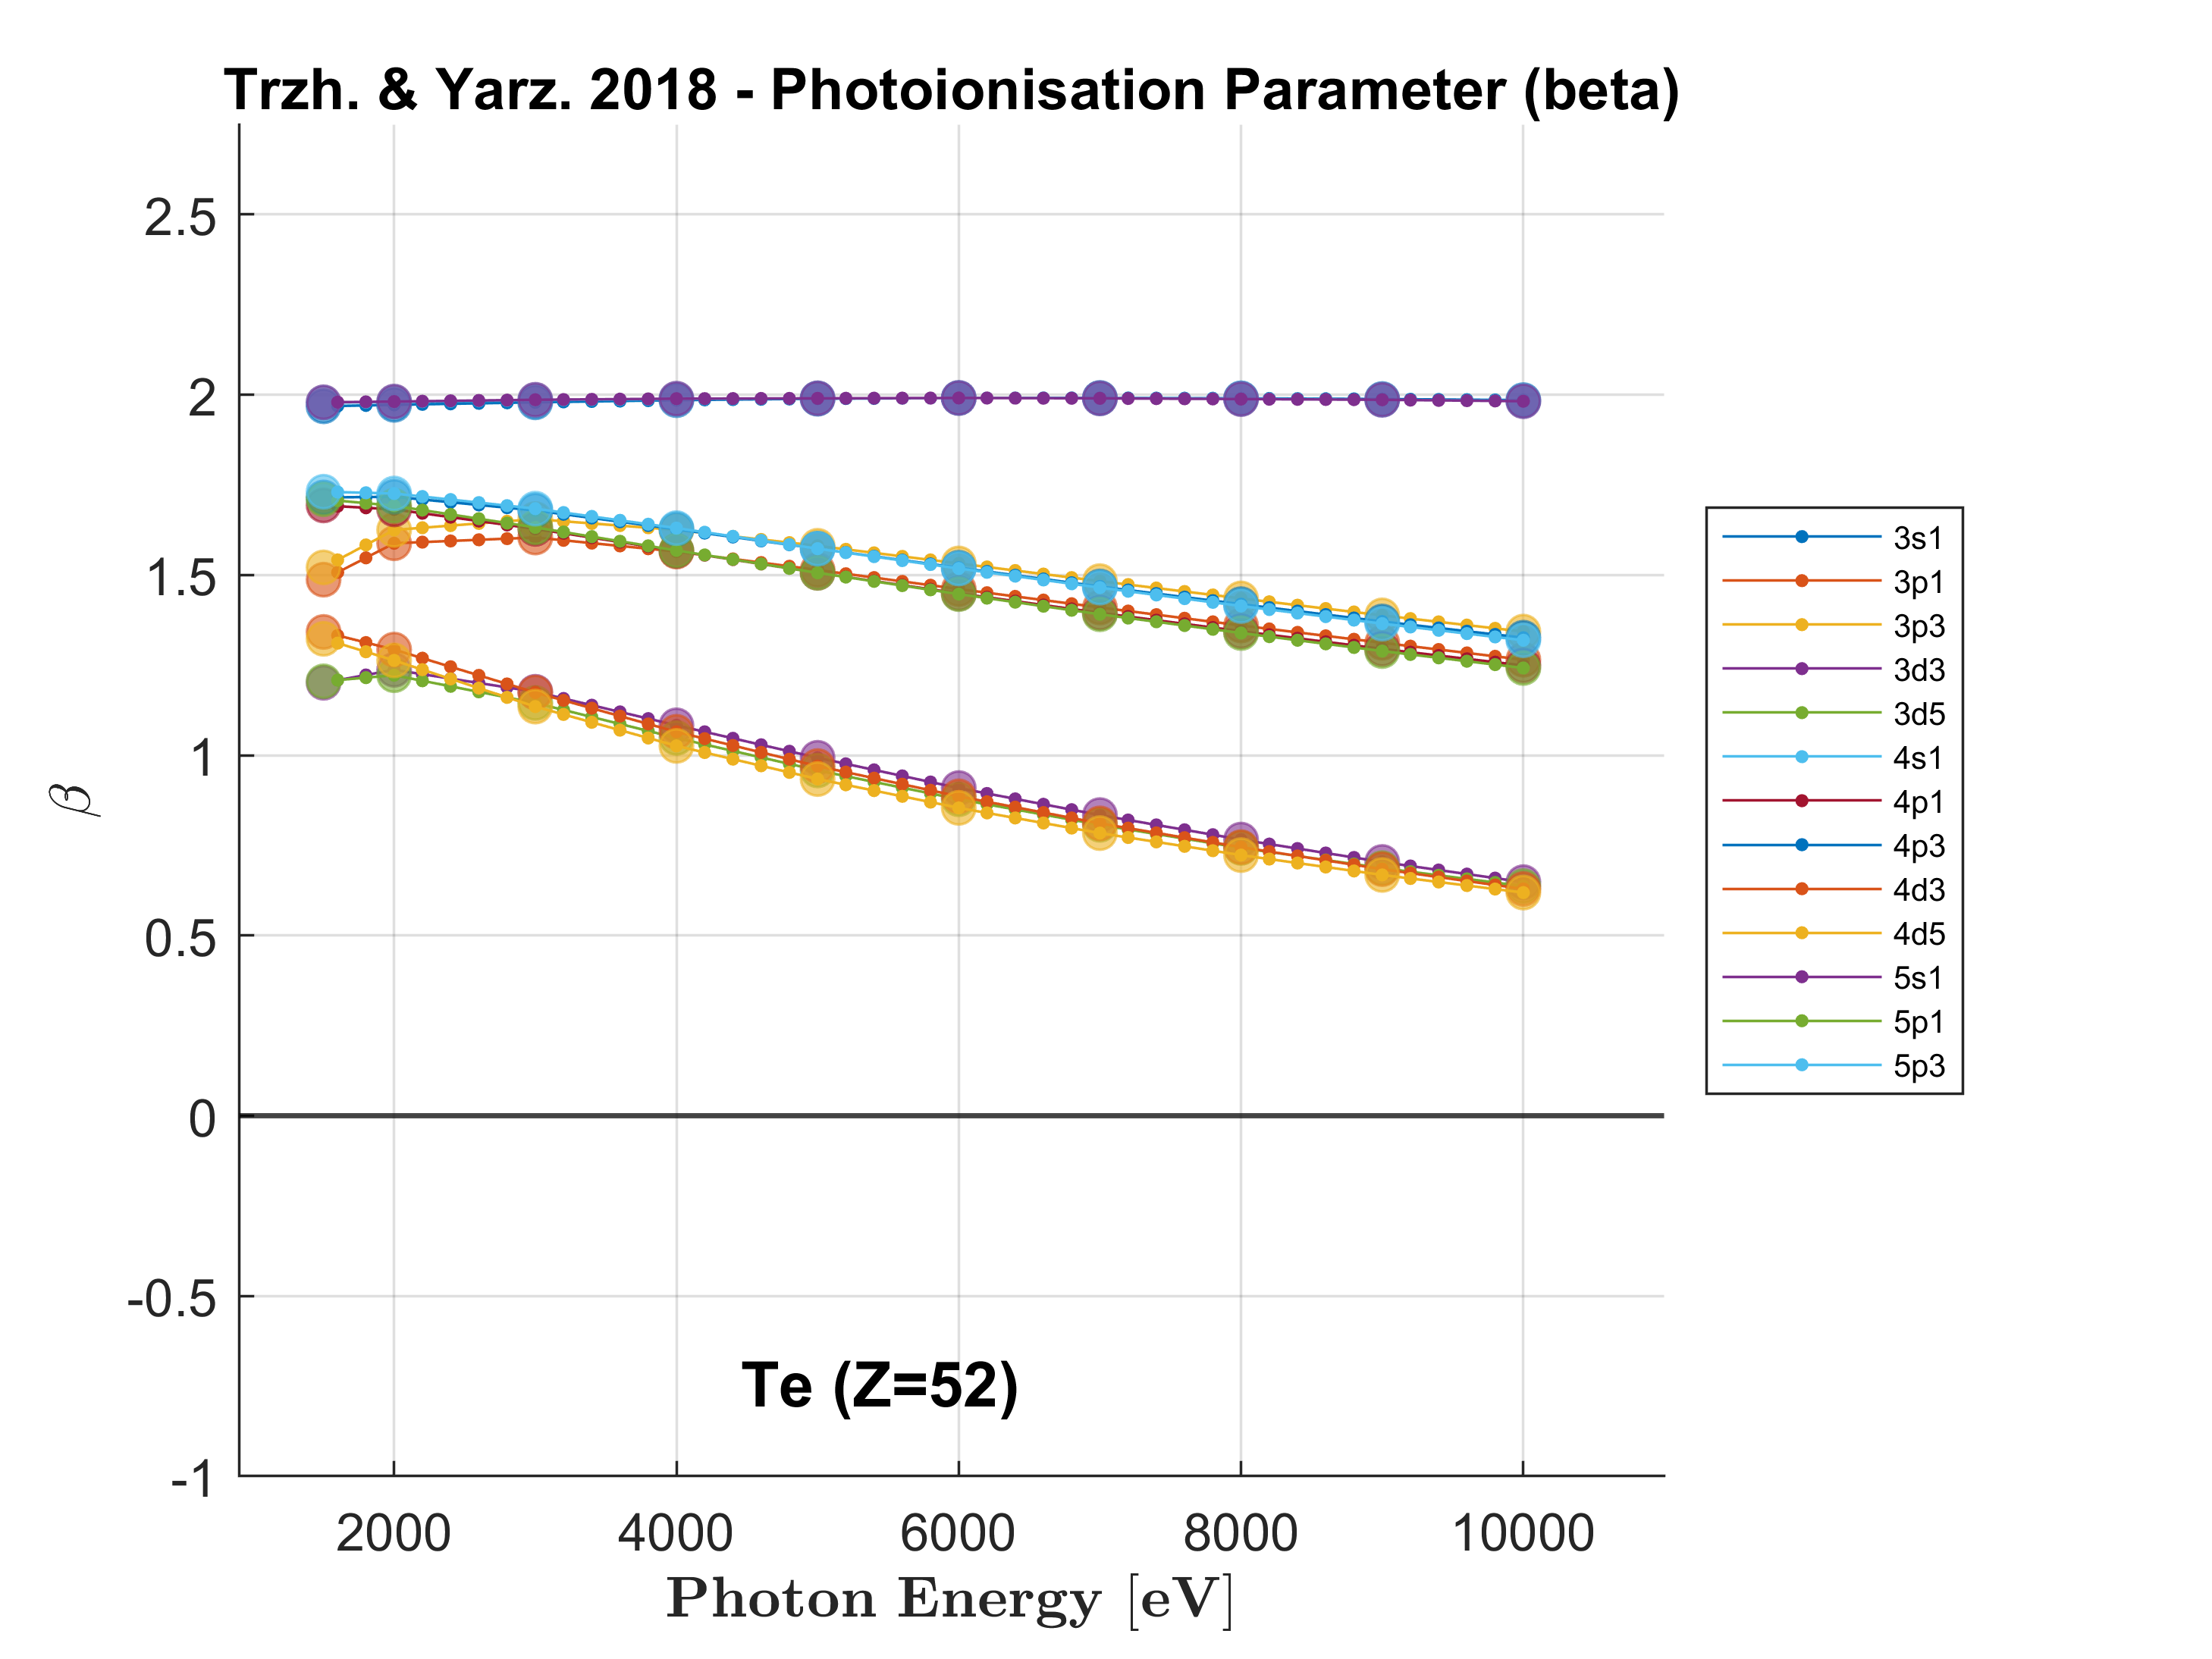 Trzh. & Yarz. 2018 - Photoionisation Parameter (beta)
2.5
2
1.5
1
0.5
0
-0.5
-1
β
2000 4000 6000 8000 10000
Photon Energy [eV]
Te (Z=52)
3s1
3p1
3p3
3d3
3d5
4s1
4p1
4p3
4d3
4d5
5s1
5p1
5p3